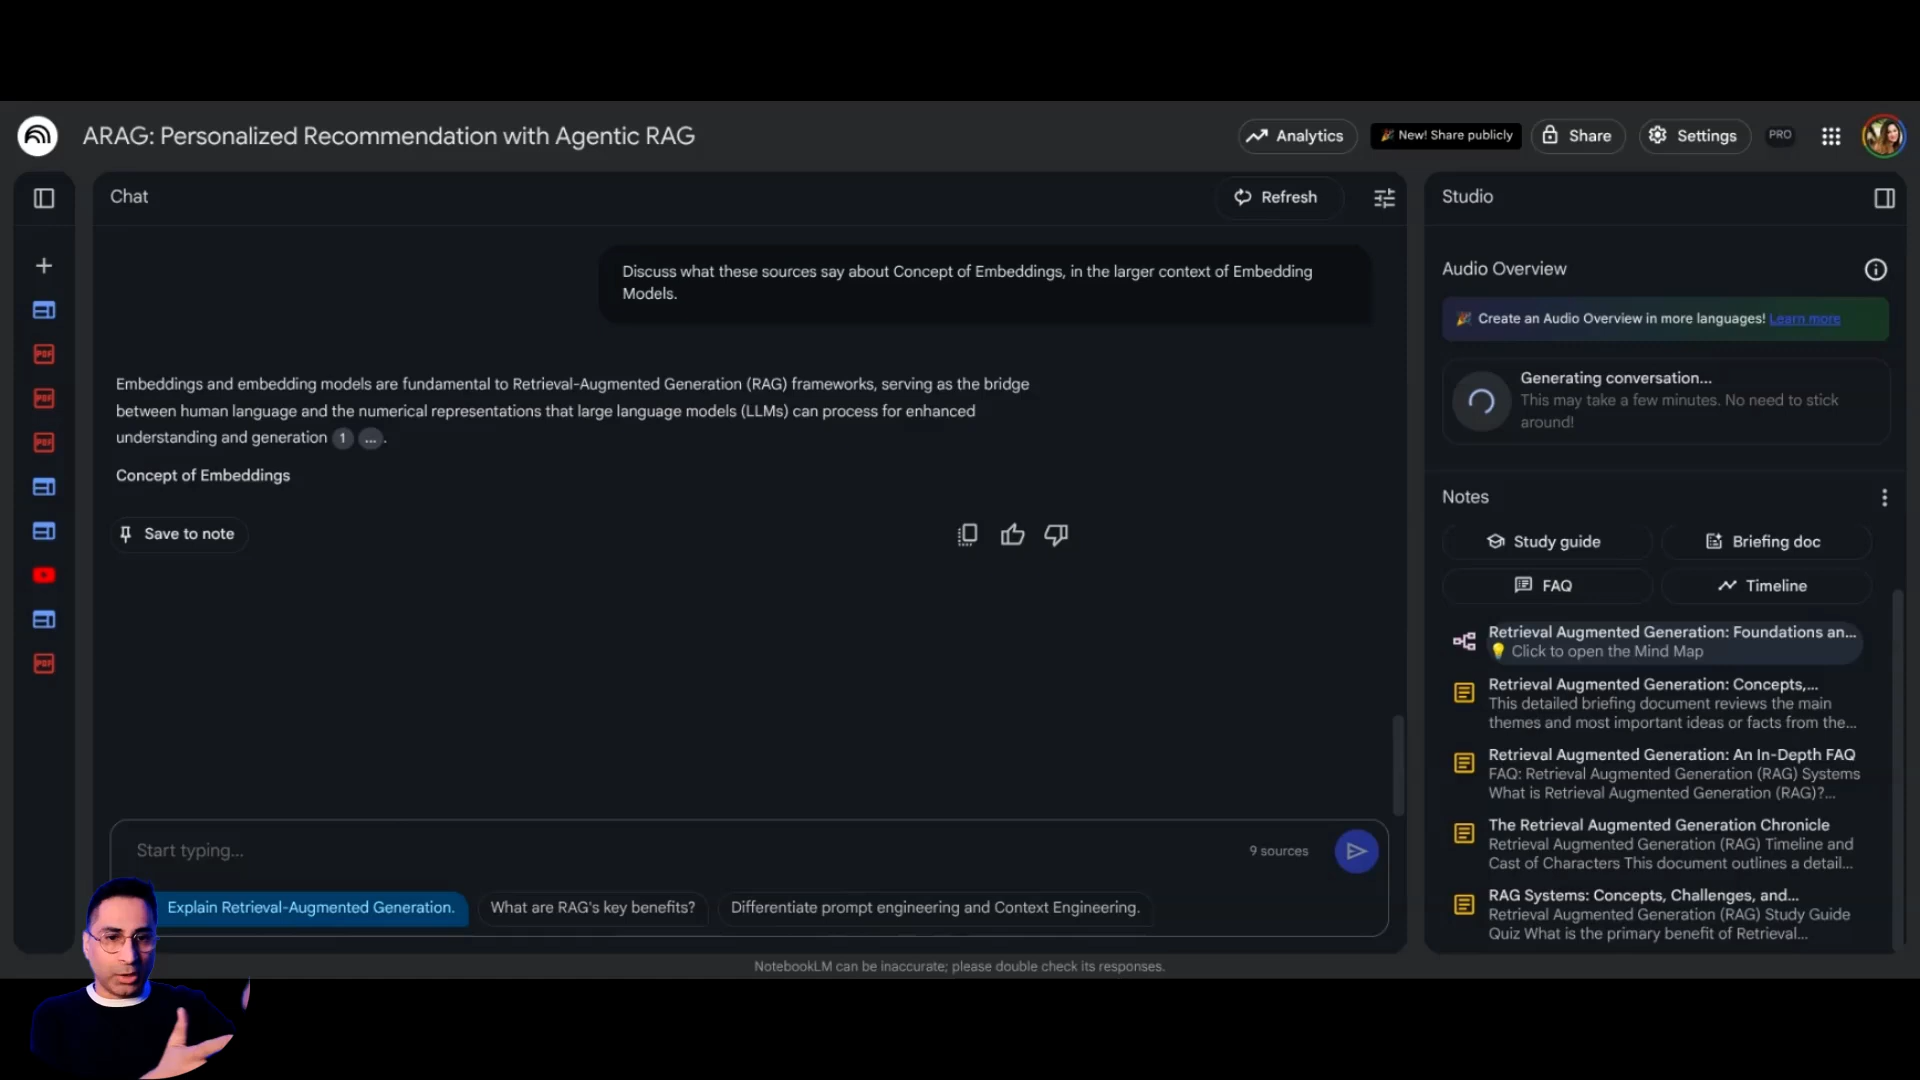 ARAG: Personalized Recommendation with Agentic RAG
Analytics
🎉 New! Share publicly
Share
Settings
PRO
Chat
Refresh
Studio
PDF
PDF
PDF
PDF
Discuss what these sources say about Concept of Embeddings, in the larger context of Embedding
Models.
Embeddings and embedding models are fundamental to Retrieval-Augmented Generation (RAG) frameworks, serving as the bridge
between human language and the numerical representations that large language models (LLMs) can process for enhanced
understanding and generation 1 ... .
Concept of Embeddings
Save to note
Start typing...
9 sources
Explain Retrieval-Augmented Generation.
What are RAG's key benefits?
Differentiate prompt engineering and Context Engineering.
NotebookLM can be inaccurate; please double check its responses.
Audio Overview
🎉 Create an Audio Overview in more languages! Learn more
Generating conversation...
This may take a few minutes. No need to stick
around!
Notes
Study guide
Briefing doc
FAQ
Timeline
Retrieval Augmented Generation: Foundations an...
💡 Click to open the Mind Map
Retrieval Augmented Generation: Concepts,...
This detailed briefing document reviews the main
themes and most important ideas or facts from the...
Retrieval Augmented Generation: An In-Depth FAQ
FAQ: Retrieval Augmented Generation (RAG) Systems
What is Retrieval Augmented Generation (RAG)?...
The Retrieval Augmented Generation Chronicle
Retrieval Augmented Generation (RAG) Timeline and
Cast of Characters This document outlines a detail...
RAG Systems: Concepts, Challenges, and...
Retrieval Augmented Generation (RAG) Study Guide
Quiz What is the primary benefit of Retrieval...